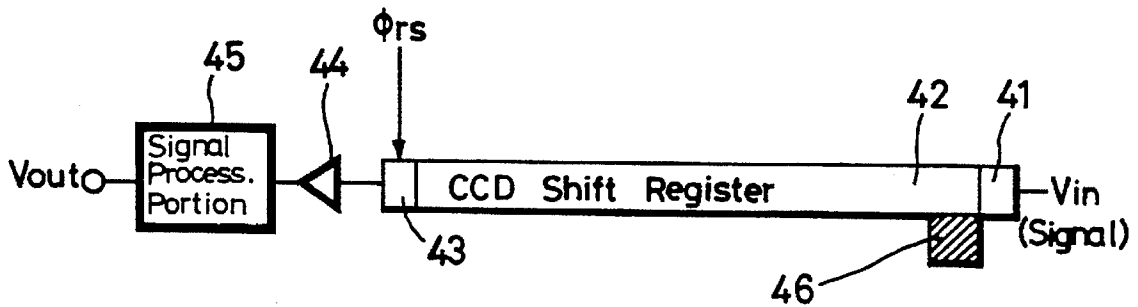 ϕrs
45
44
42
41
Signal
Process.
Portion
Vout
CCD Shift Register
Vin
(Signal)
43
46